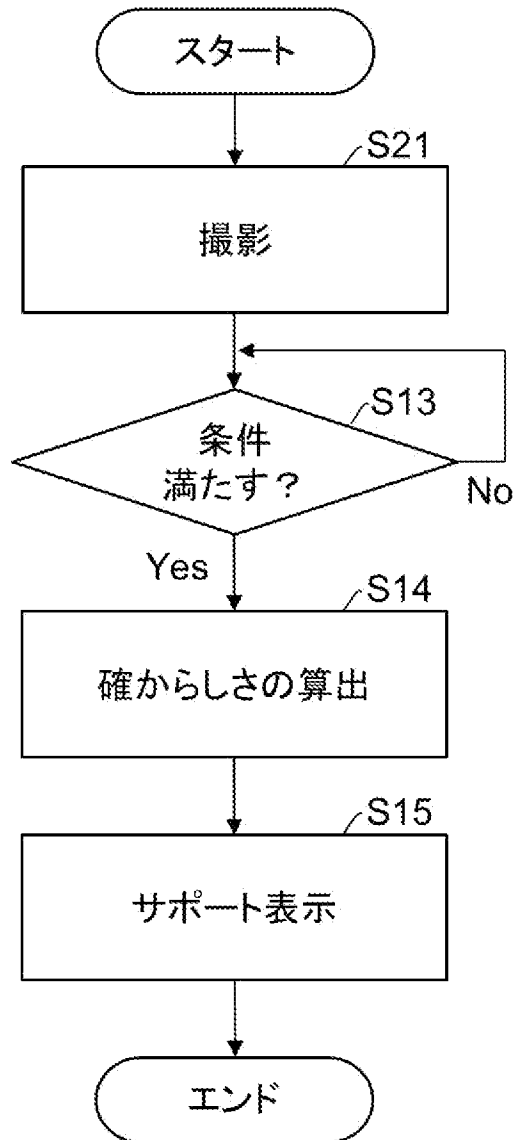 スタート
S21
撮影
S13
条件
満たす?
No
Yes
S14
確からしさの算出
S15
サポート表示
エンド